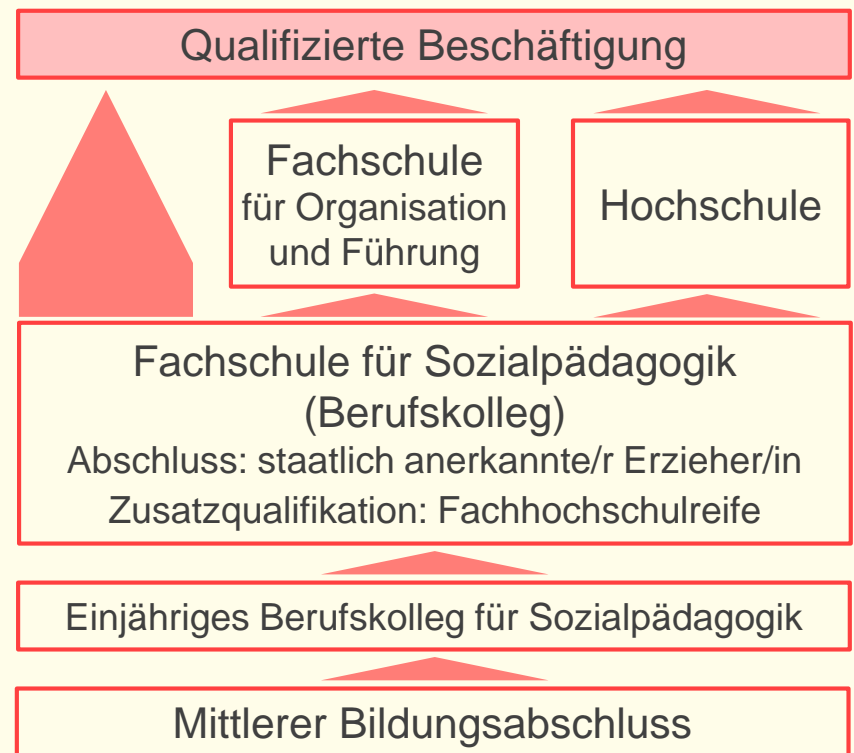 Qualifizierte Beschäftigung
Fachschule
für Organisation
und Führung
Hochschule
Fachschule für Sozialpädagogik
(Berufskolleg)
Abschluss: staatlich anerkannte/r Erzieher/in
Zusatzqualifikation: Fachhochschulreife
Einjähriges Berufskolleg für Sozialpädagogik
Mittlerer Bildungsabschluss